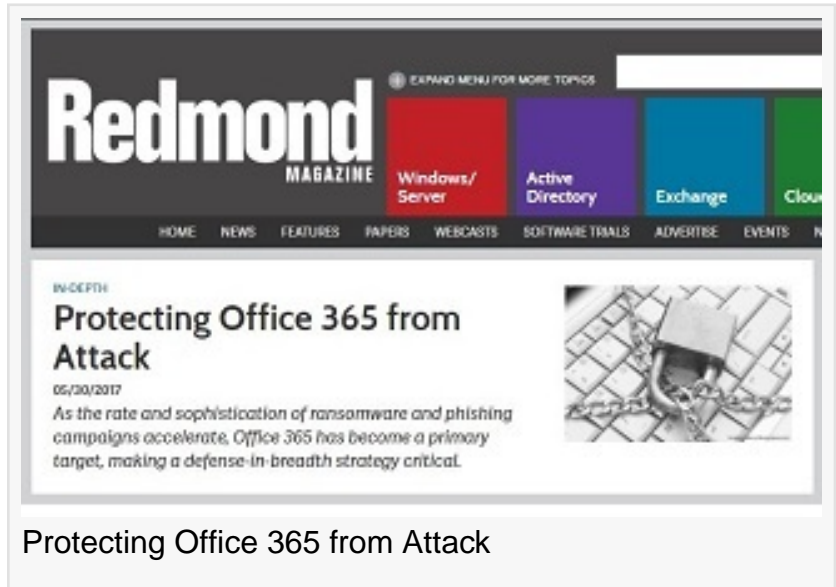 EXPAND MENU FOR MORE TOPICS
Redmond
MAGAZINE
Windows/
Server
Active
Directory
Exchange
Clou
HOME NEWS FEATURES PAPERS WEBCASTS SOFTWARE TRIALS ADVERTISE EVENTS N
IN-DEPTH
Protecting Office 365 from
Attack
05/30/2017
As the rate and sophistication of ransomware and phishing
campaigns accelerate, Office 365 has become a primary
target, making a defense-in-breadth strategy critical.
Protecting Office 365 from Attack